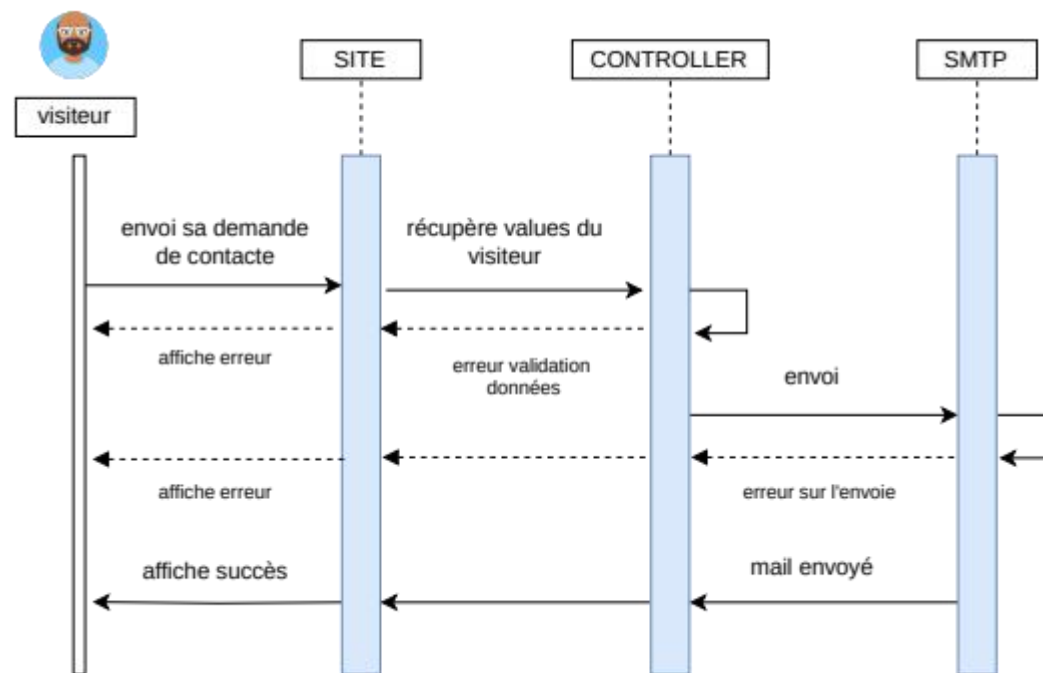 SITE
CONTROLLER
SMTP
visiteur
envoi sa demande
de contacte
récupère values du
visiteur
affiche erreur
erreur validation
données
envoi
affiche erreur
erreur sur l'envoie
affiche succès
mail envoyé